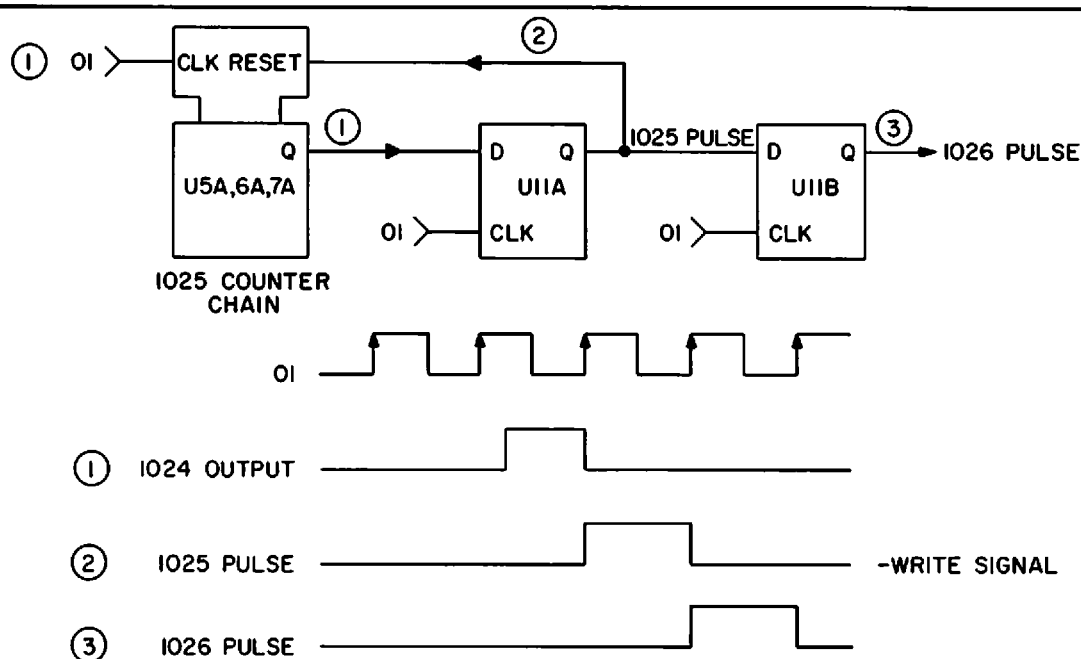 ① 01 CLK RESET ②
Q ① D Q 1025 PULSE D Q ③ 1026 PULSE
U5A,6A,7A U11A U11B
01 CLK 01 CLK
1025 COUNTER
CHAIN
01
① 1024 OUTPUT
② 1025 PULSE -WRITE SIGNAL
③ 1026 PULSE